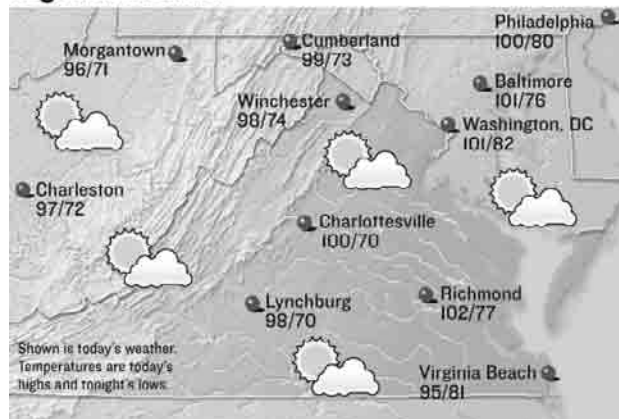 Philadelphia
100/80
Morgantown
96/71
Cumberland
99/73
Baltimore
101/76
Winchester
98/74
Washington, DC
101/82
Charleston
97/72
Charlottesville
100/70
Lynchburg
98/70
Richmond
102/77
Shown is today's weather.
Temperatures are today's
highs and tonight's lows.
Virginia Beach
95/81